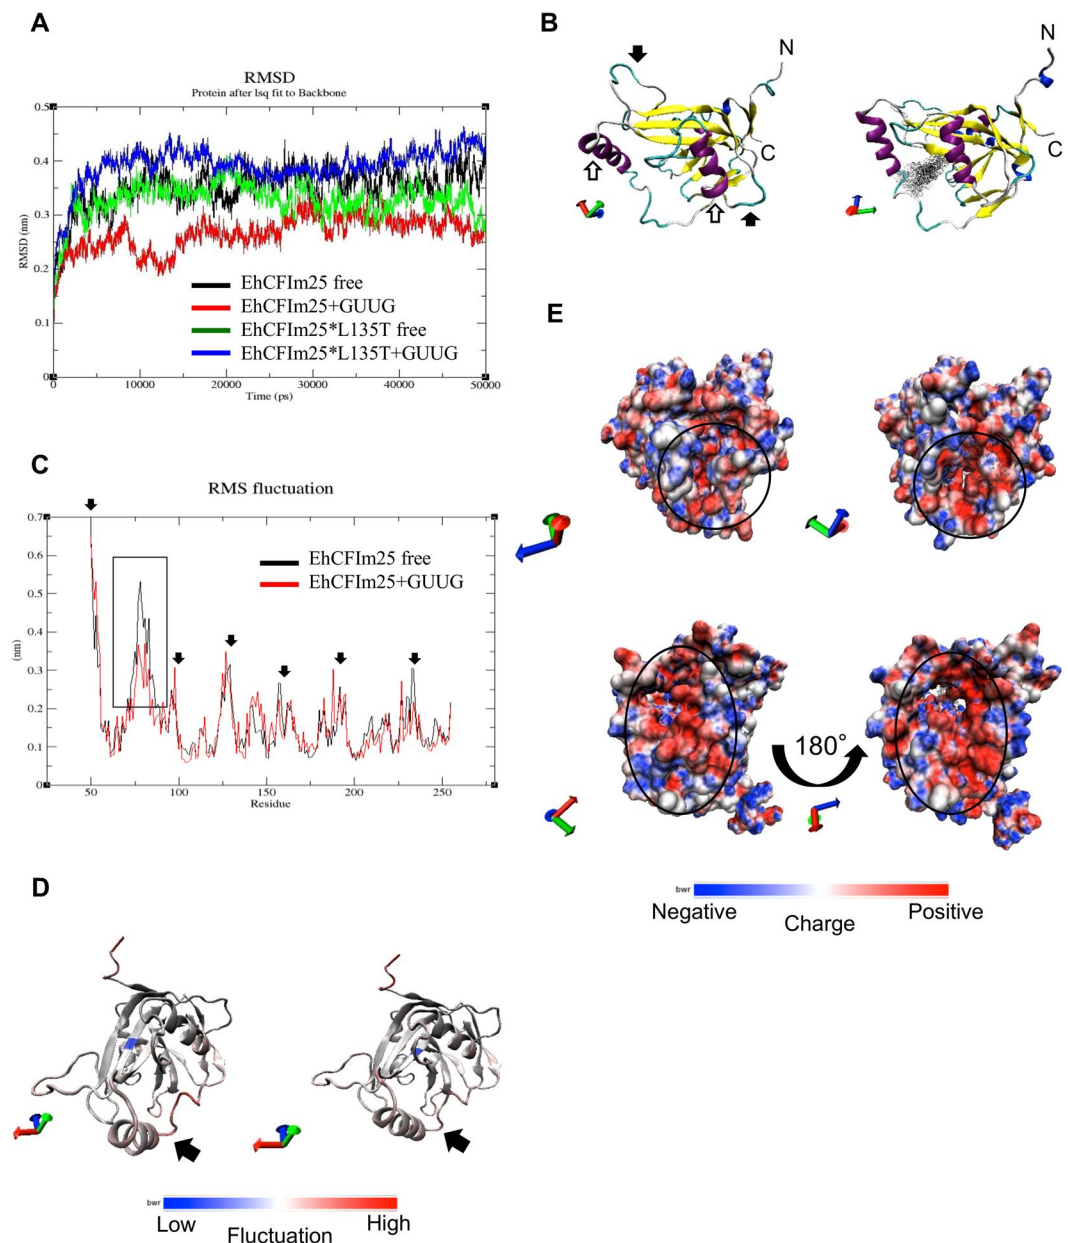 A
RMSD
Protein after lsq fit to Backbone
0.5
0.4
0.3
0.2
0.1
0
RMSD (nm)
EhCFIm25 free
EhCFIm25+GUUG
EhCFIm25*L135T free
EhCFIm25*L135T+GUUG
0
10000
20000
30000
40000
50000
Time (ps)
B
N
C
N
C
C
RMS fluctuation
0.7
0.6
0.5
0.4
0.3
0.2
0.1
0
(nm)
EhCFIm25 free
EhCFIm25+GUUG
50
100
150
200
250
Residue
D
bwr
Low
Fluctuation
High
E
180°
bwr
Negative
Charge
Positive